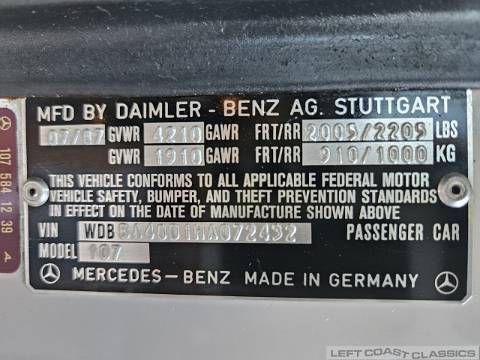 MFD BY DAIMLER - BENZ AG. STUTTGART
07/87 GVWR 4210 GAWR FRT/RR 2005/2205 LBS
GVWR 1910 GAWR FRT/RR 910/1000 KG
THIS VEHICLE CONFORMS TO ALL APPLICABLE FEDERAL MOTOR
VEHICLE SAFETY, BUMPER, AND THEFT PREVENTION STANDARDS
IN EFFECT ON THE DATE OF MANUFACTURE SHOWN ABOVE
VIN WDBBA48D1HA072432 PASSENGER CAR
MODEL 107
MERCEDES-BENZ MADE IN GERMANY
107 584 12 39 A
LEFT COAST CLASSICS